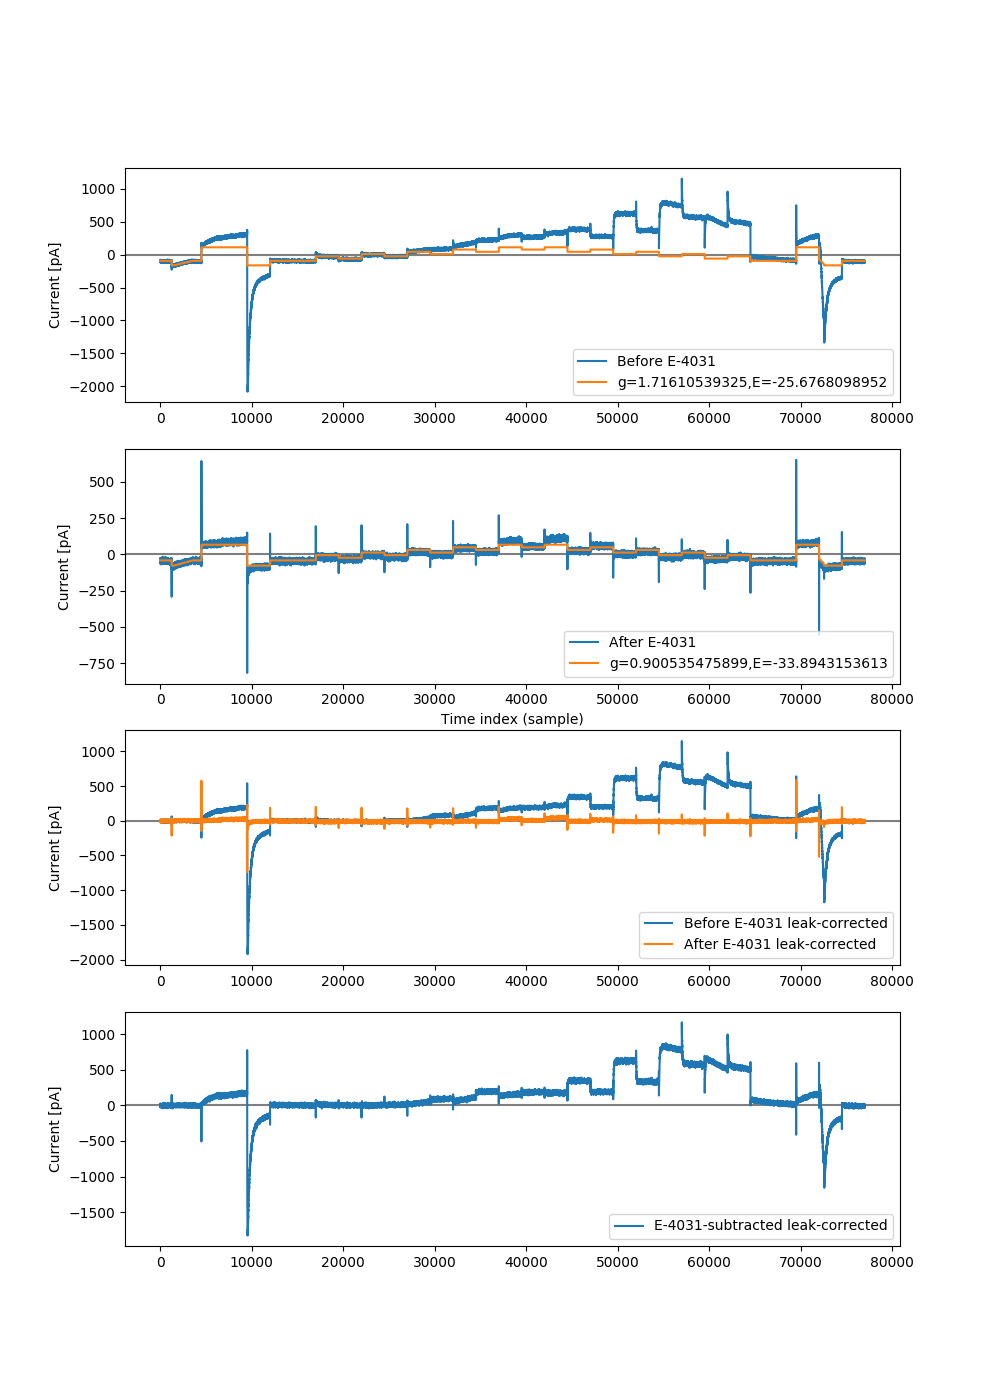 1000
500
0
−500
−1000
−1500
−2000
Current [pA]
Before E-4031
g=1.71610539325,E=-25.6768098952
0 10000 20000 30000 40000 50000 60000 70000 80000
500
250
0
−250
−500
−750
Current [pA]
After E-4031
g=0.900535475899,E=-33.8943153613
0 10000 20000 30000 40000 50000 60000 70000 80000
Time index (sample)
1000
500
0
−500
−1000
−1500
−2000
Current [pA]
Before E-4031 leak-corrected
After E-4031 leak-corrected
0 10000 20000 30000 40000 50000 60000 70000 80000
1000
500
0
−500
−1000
−1500
Current [pA]
E-4031-subtracted leak-corrected
0 10000 20000 30000 40000 50000 60000 70000 80000